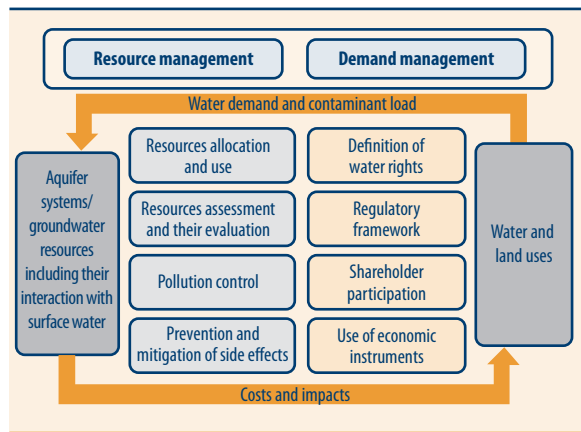 Resource management
Demand management
Water demand and contaminant load
Aquifer
systems/
groundwater
resources
including their
interaction with
surface water
Resources allocation
and use
Resources assessment
and their evaluation
Pollution control
Prevention and
mitigation of side effects
Definition of
water rights
Regulatory
framework
Shareholder
participation
Use of economic
instruments
Water and
land uses
Costs and impacts